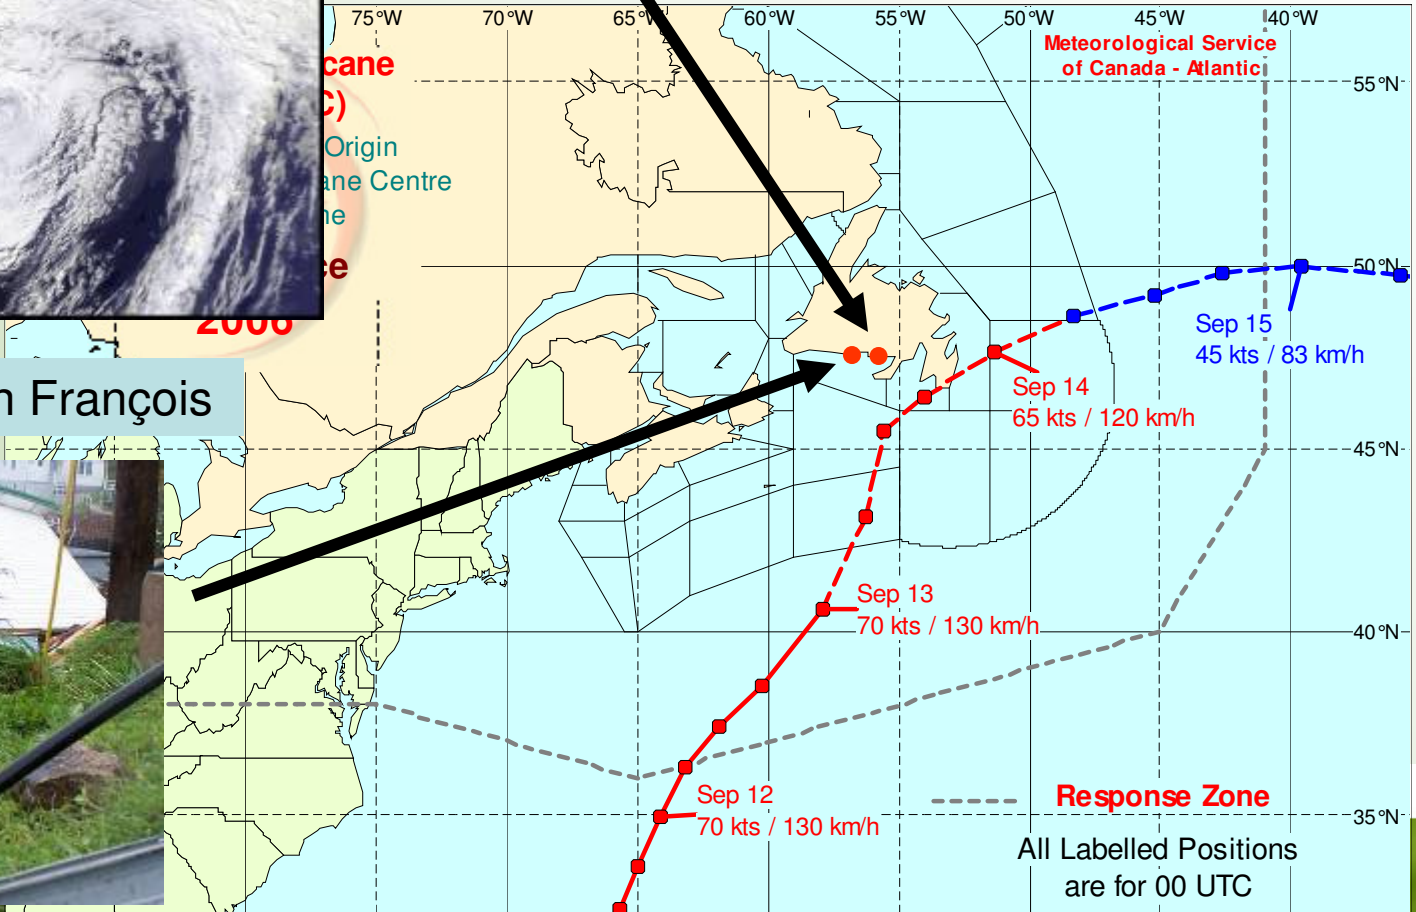 75°W 70°W 65°W 60°W 55°W 50°W 45°W 40°W
Meteorological Service
of Canada - Atlantic
cane
C)
55°N
Origin
ane Centre
ne
ce
50°N
2006
Sep 15
45 kts / 83 km/h
Sep 14
65 kts / 120 km/h
n François
45°N
Sep 13
70 kts / 130 km/h
40°N
Sep 12
70 kts / 130 km/h
Response Zone
35°N
All Labelled Positions
are for 00 UTC